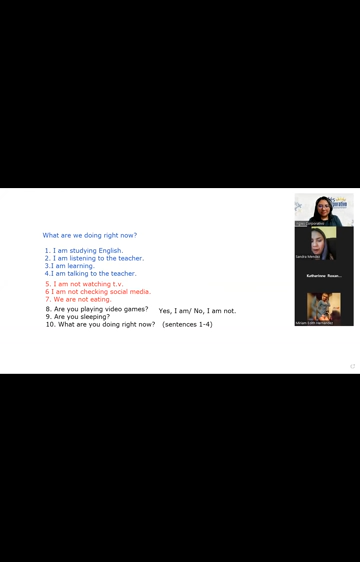 What are we doing right now?
1. I am studying English.
2. I am listening to the teacher.
3.I am learning.
4.I am talking to the teacher.
5. I am not watching t.v.
6.I am not checking social media.
7. We are not eating.
8. Are you playing video games? Yes, I am/ No, I am not.
9. Are you sleeping?
10. What are you doing right now? (sentences 1-4)
Sandra Mendez
Katherinne